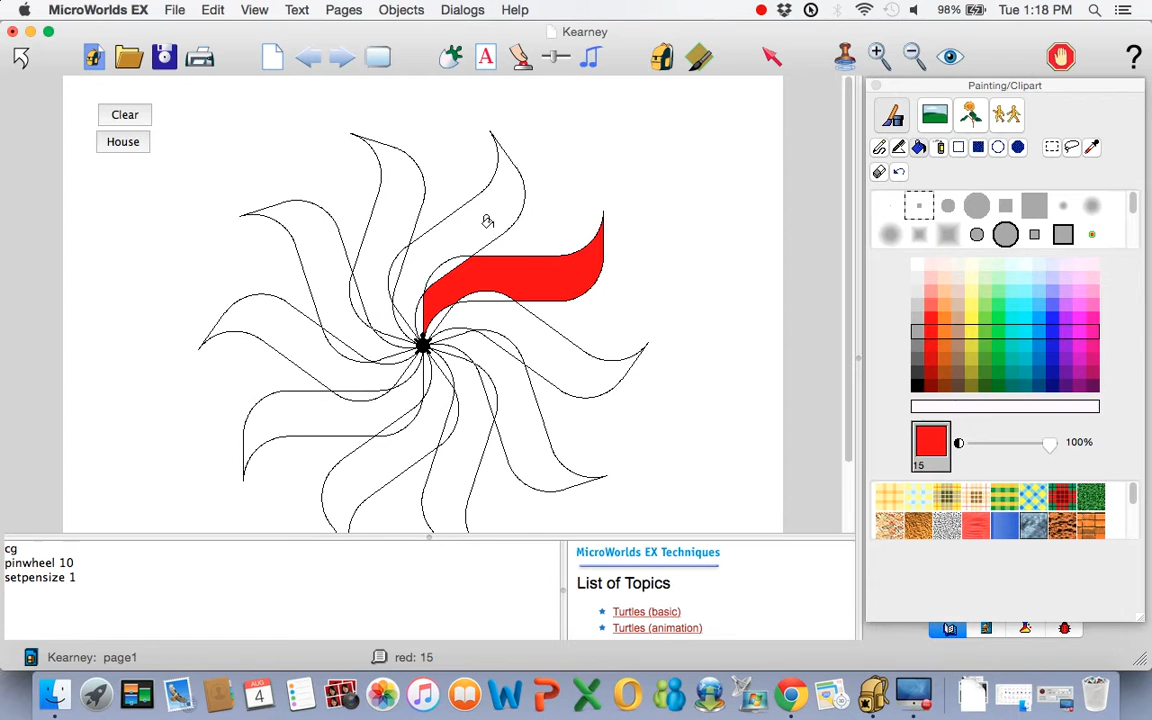 MicroWorlds EX File Edit View Text Pages Objects Dialogs Help 98% Tue 1:18 PM
Kearney
Painting/Clipart
Clear
House
100%
15
cg
pinwheel 10
setpensize 1
MicroWorlds EX Techniques
List of Topics
Turtles (basic)
Turtles (animation)
Kearney: page1 red: 15
AUG
4